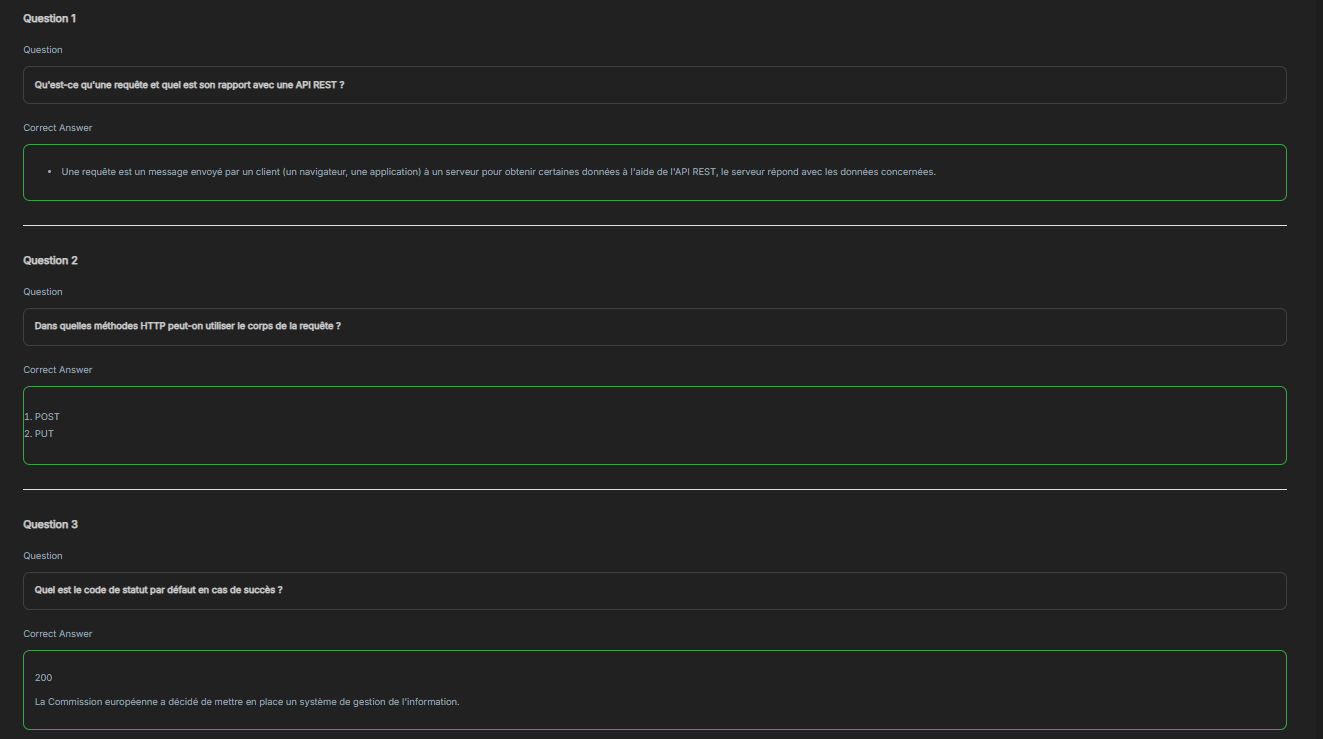 Question 1
Question
Qu'est-ce qu'une requête et quel est son rapport avec une API REST ?
Correct Answer
• Une requête est un message envoyé par un client (un navigateur, une application) à un serveur pour obtenir certaines données à l'aide de l'API REST, le serveur répond avec les données concernées.
Question 2
Question
Dans quelles méthodes HTTP peut-on utiliser le corps de la requête ?
Correct Answer
1. POST
2. PUT
Question 3
Question
Quel est le code de statut par défaut en cas de succès ?
Correct Answer
200
La Commission européenne a décidé de mettre en place un système de gestion de l'information.